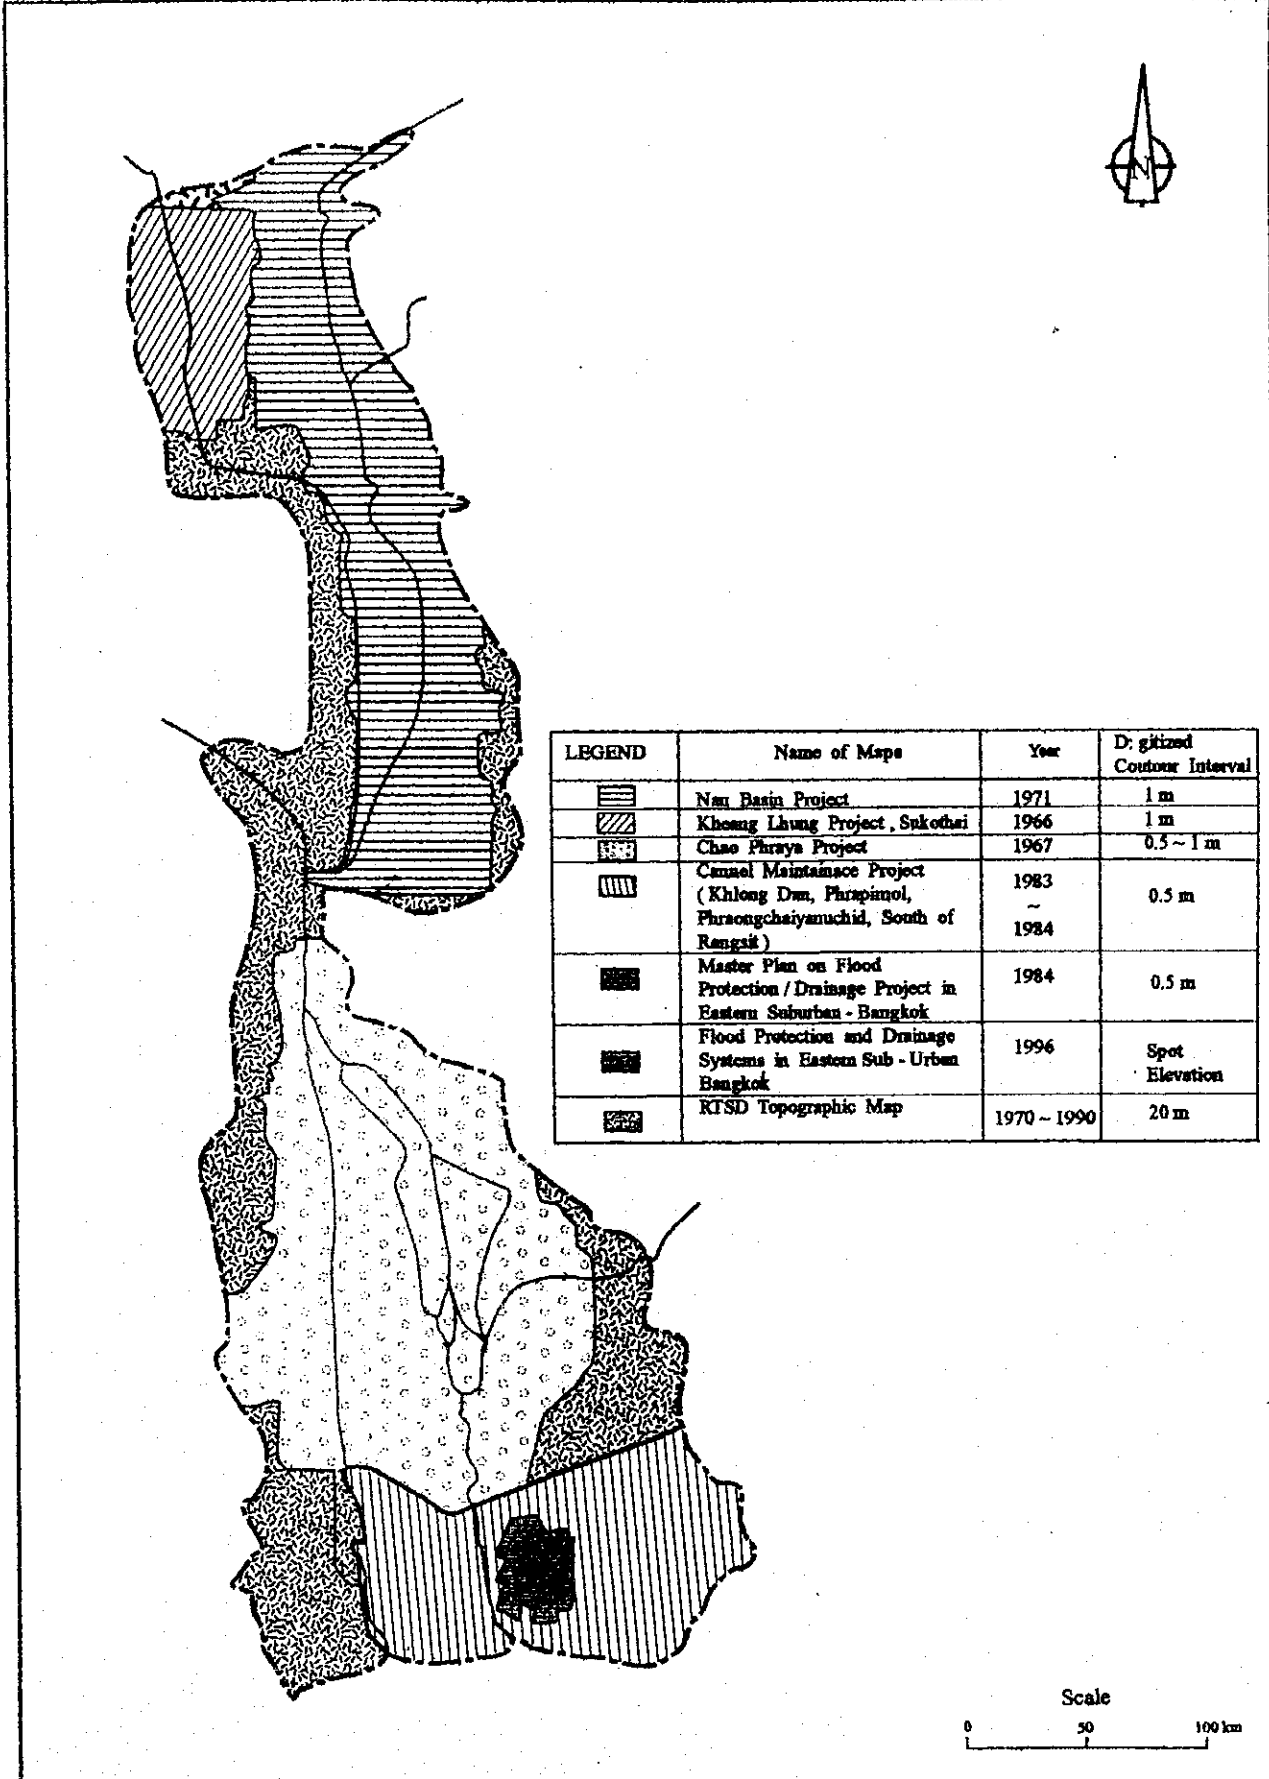 N
LEGEND Name of Maps Year D: gitized
Coutour Interval
Nan Basin Project 1971 1 m
Kheang Lhung Project , Sukothai 1966 1 m
Chao Phraya Project 1967 0.5 ~ 1 m
Cannel Maintainace Project
( Khlong Dan, Phrapimol,
Phraongchaiyanuchid, South of
Rangsit )
1983
~
1984
0.5 m
Master Plan on Flood
Protection / Drainage Project in
Eastern Suburban - Bangkok
1984
0.5 m
Flood Protection and Drainage
Systems in Eastern Sub - Urban
Bangkok
1996
Spot
Elevation
RTSD Topographic Map
1970 ~ 1990
20 m
Scale
0 50 100 km